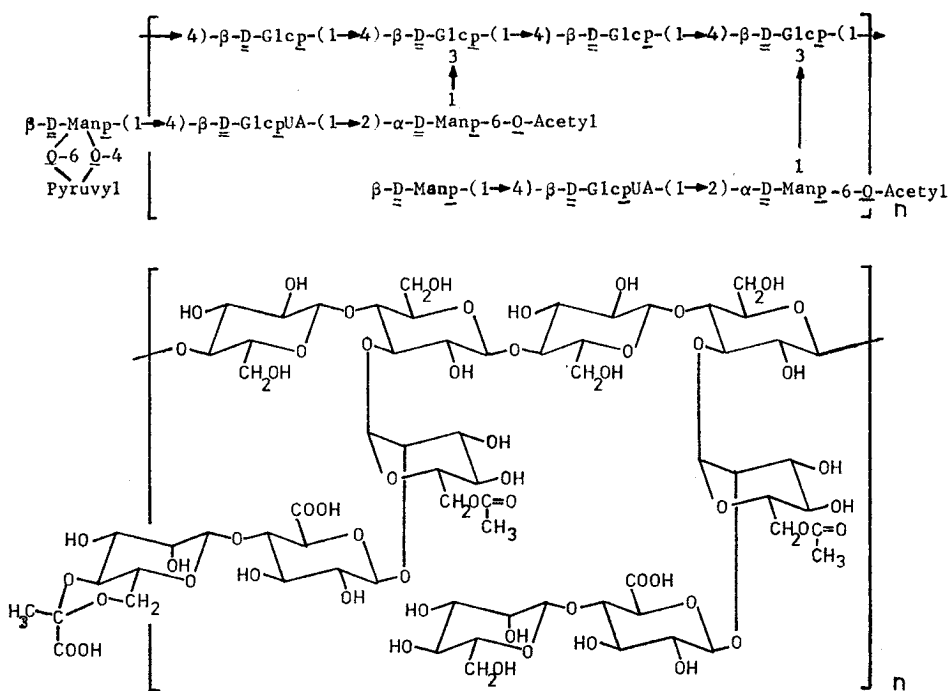 4)-β-D-Glcp-(1→4)-β-D-Glcp-(1→4)-β-D-Glcp-(1→4)-β-D-Glcp-(1→
3 3
1
β-D-Manp-(1→4)-β-D-GlcpUA-(1→2)-α-D-Manp-6-O-Acetyl
O-6 O-4
Pyruvyl
1
β-D-Manp-(1→4)-β-D-GlcpUA-(1→2)-α-D-Manp-6-O-Acetyl
n
OH CH2OH OH CH2OH
HO O O HO O O
O O O O
O O O O
CH2OH OH CH2OH OH
OH OH
O OH O OH
CH2OC=O CH2OC=O
CH3 CH3
COOH
HO OH O O
O HO O
O O CH2 OH
H3C C
COOH
COOH
HO OH O O
HO O HO O
CH2OH OH
n